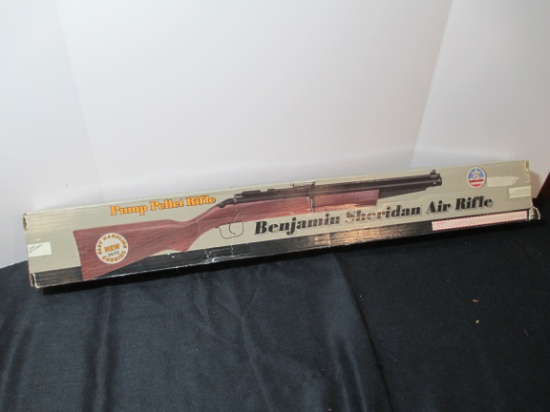 Pump Pellet Rifle
Benjamin Sheridan Air Rifle
NEW